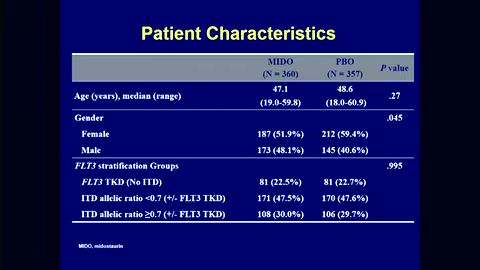 Patient Characteristics
MIDO (N = 360) PBO (N = 357) P value
Age (years), median (range) 47.1 (19.0-59.8) 48.6 (18.0-60.9) .27
Gender .045
Female 187 (51.9%) 212 (59.4%)
Male 173 (48.1%) 145 (40.6%)
FLT3 stratification Groups .995
FLT3 TKD (No ITD) 81 (22.5%) 81 (22.7%)
ITD allelic ratio <0.7 (+/- FLT3 TKD) 171 (47.5%) 170 (47.6%)
ITD allelic ratio ≥0.7 (+/- FLT3 TKD) 108 (30.0%) 106 (29.7%)
MIDO, midostaurin